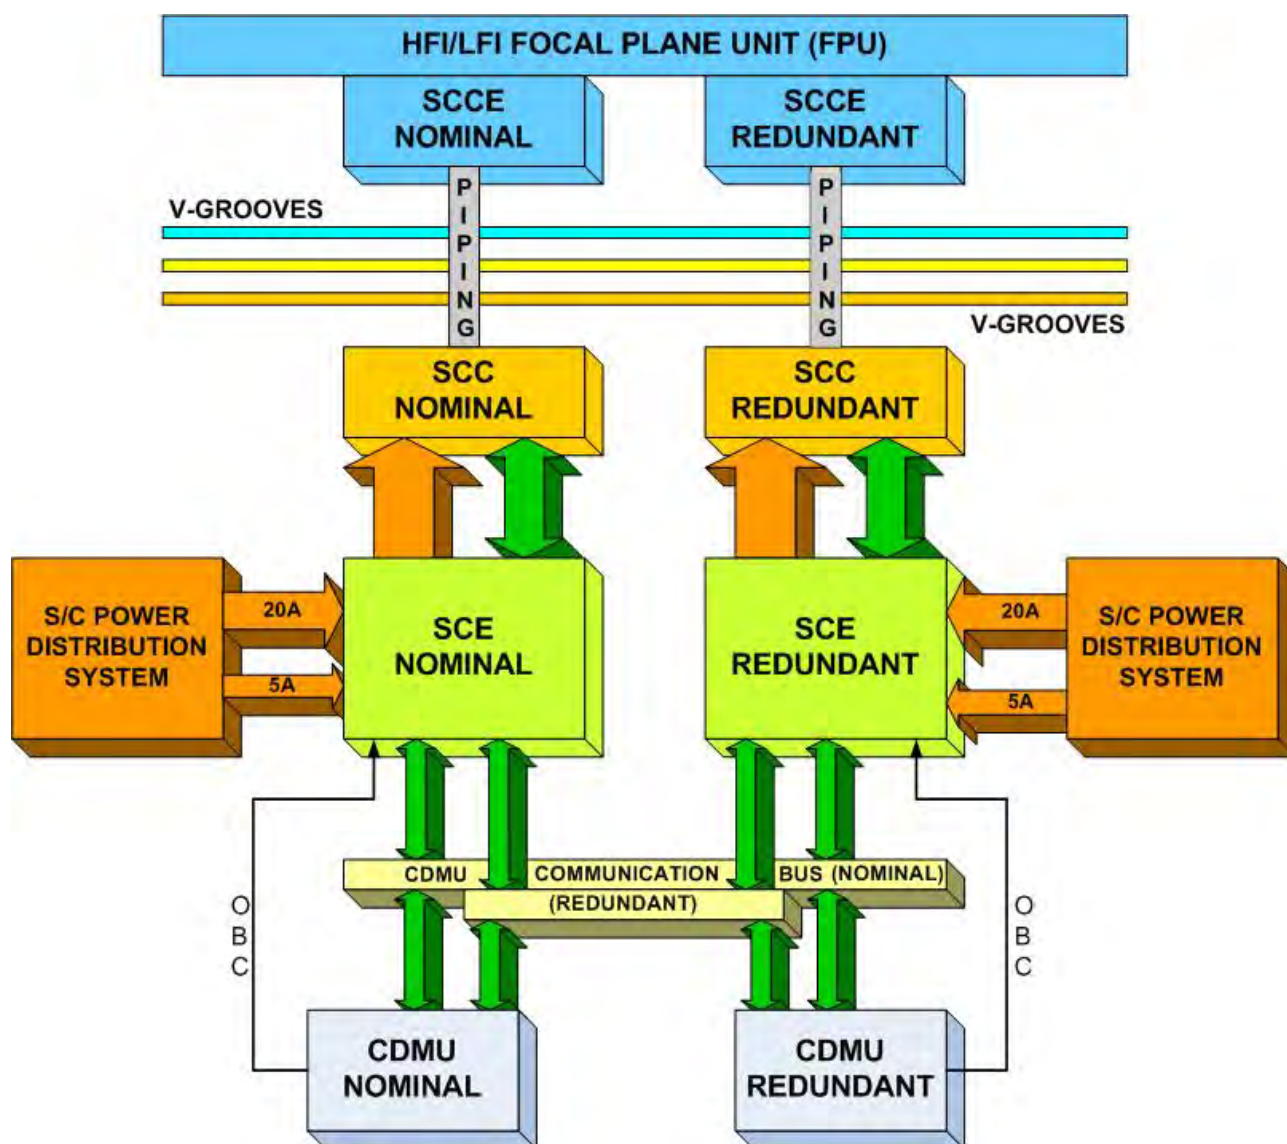 HFI/LFI FOCAL PLANE UNIT (FPU)
SCCE
NOMINAL
SCCE
REDUNDANT
PIPING
PIPING
V-GROOVES
V-GROOVES
SCC
NOMINAL
SCC
REDUNDANT
S/C POWER
DISTRIBUTION
SYSTEM
20A
5A
SCE
NOMINAL
SCE
REDUNDANT
20A
5A
S/C POWER
DISTRIBUTION
SYSTEM
CDMU COMMUNICATION BUS (NOMINAL)
(REDUNDANT)
OBC
OBC
CDMU
NOMINAL
CDMU
REDUNDANT